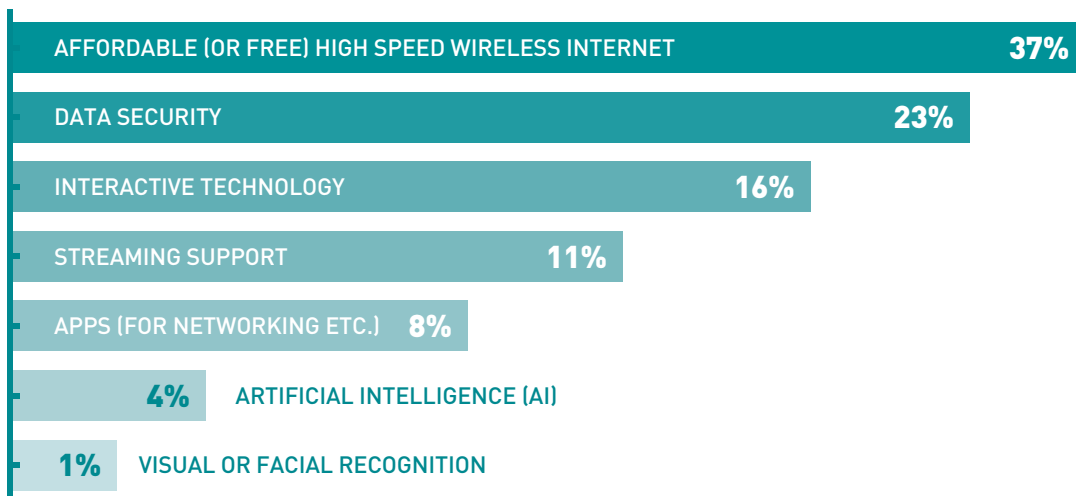 AFFORDABLE (OR FREE) HIGH SPEED WIRELESS INTERNET 37%
DATA SECURITY 23%
INTERACTIVE TECHNOLOGY 16%
STREAMING SUPPORT 11%
APPS (FOR NETWORKING ETC.) 8%
4% ARTIFICIAL INTELLIGENCE (AI)
1% VISUAL OR FACIAL RECOGNITION